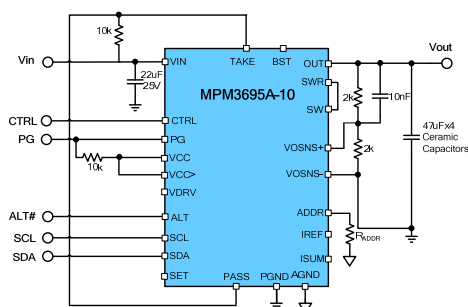 10k
Vin
22uF
25V
VIN
TAKE
BST
OUT
Vout
MPM3695A-10
SWR
SW
2k
10nF
47uFx4
Ceramic
Capacitors
CTRL
CTRL
PG
PG
10k
VCC
VCC>
VDRV
VOSNS+
2k
VOSNS-
ALT#
ALT
SCL
SCL
SDA
SDA
SET
ADDR
RADDR
IREF
ISUM
PASS
PGND
AGND